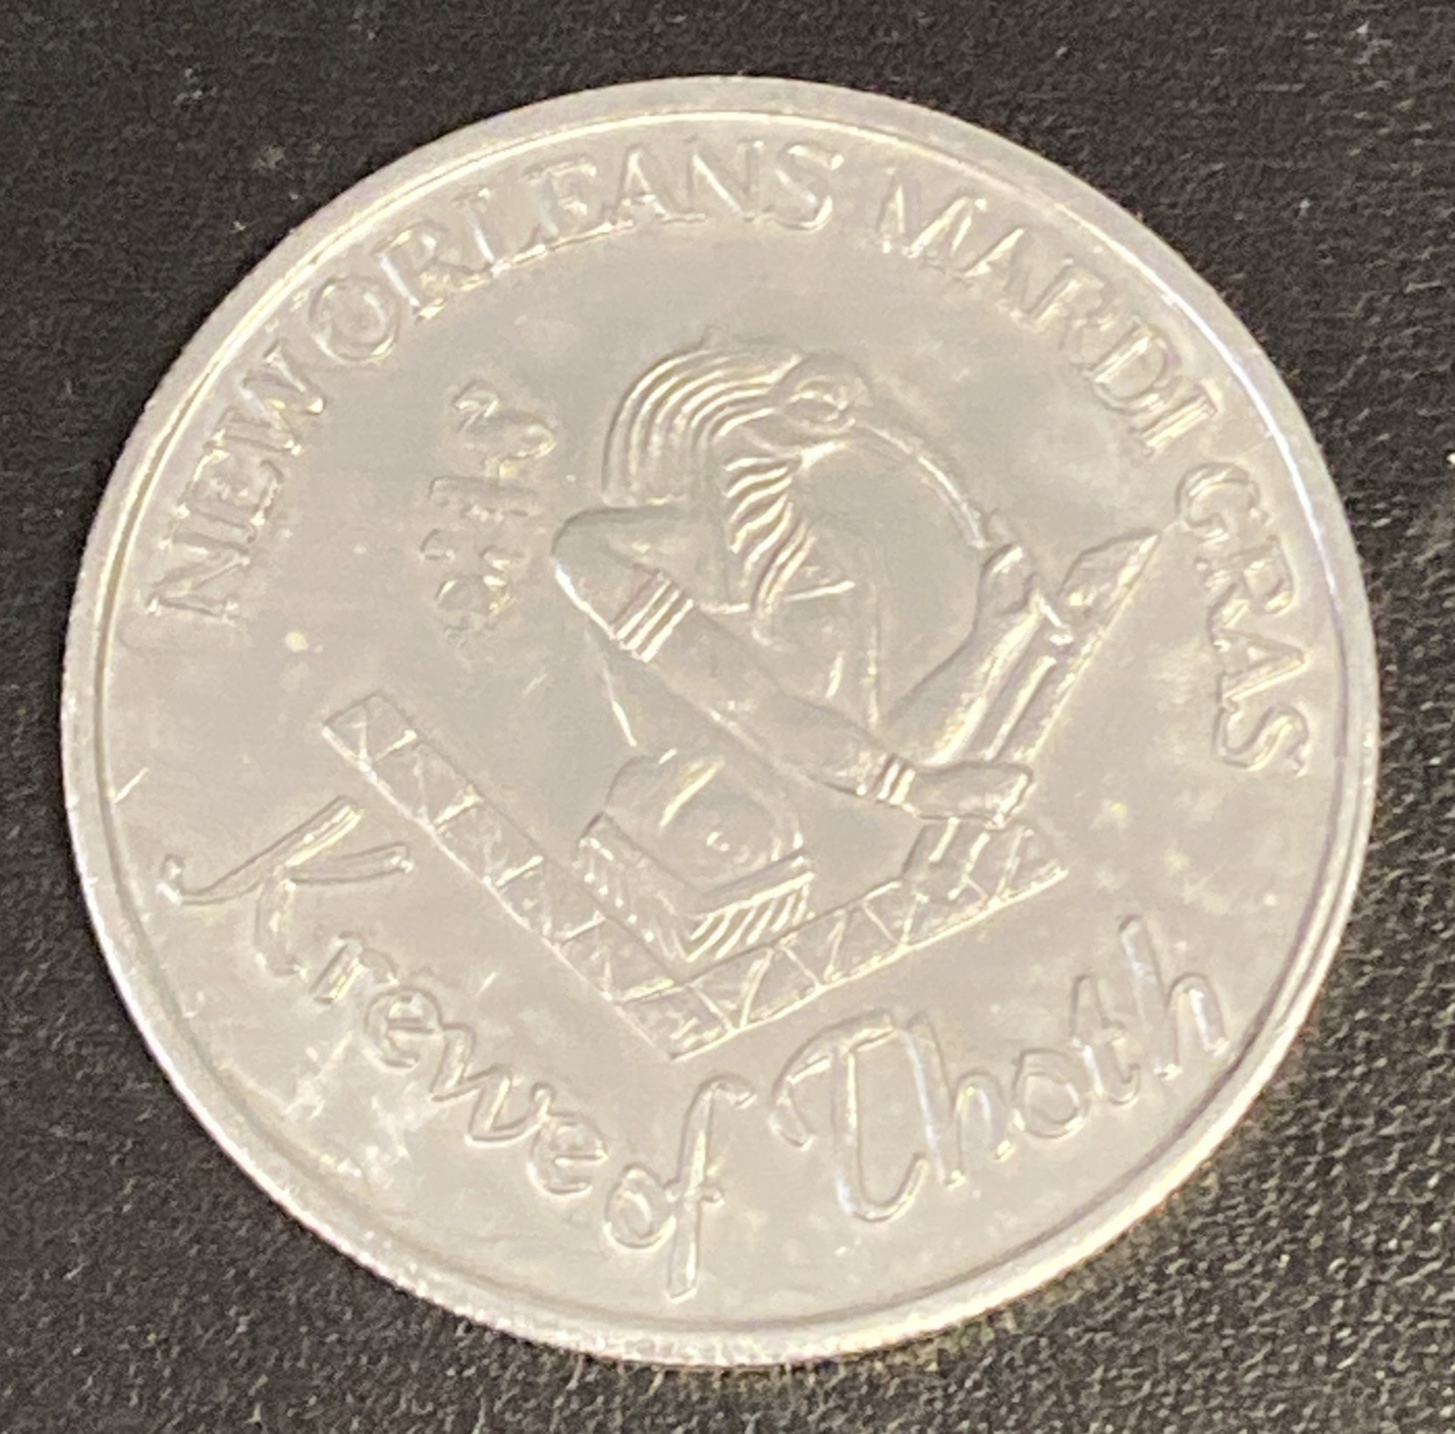 NEW ORLEANS MARDI GRAS
Krewe of Thoth